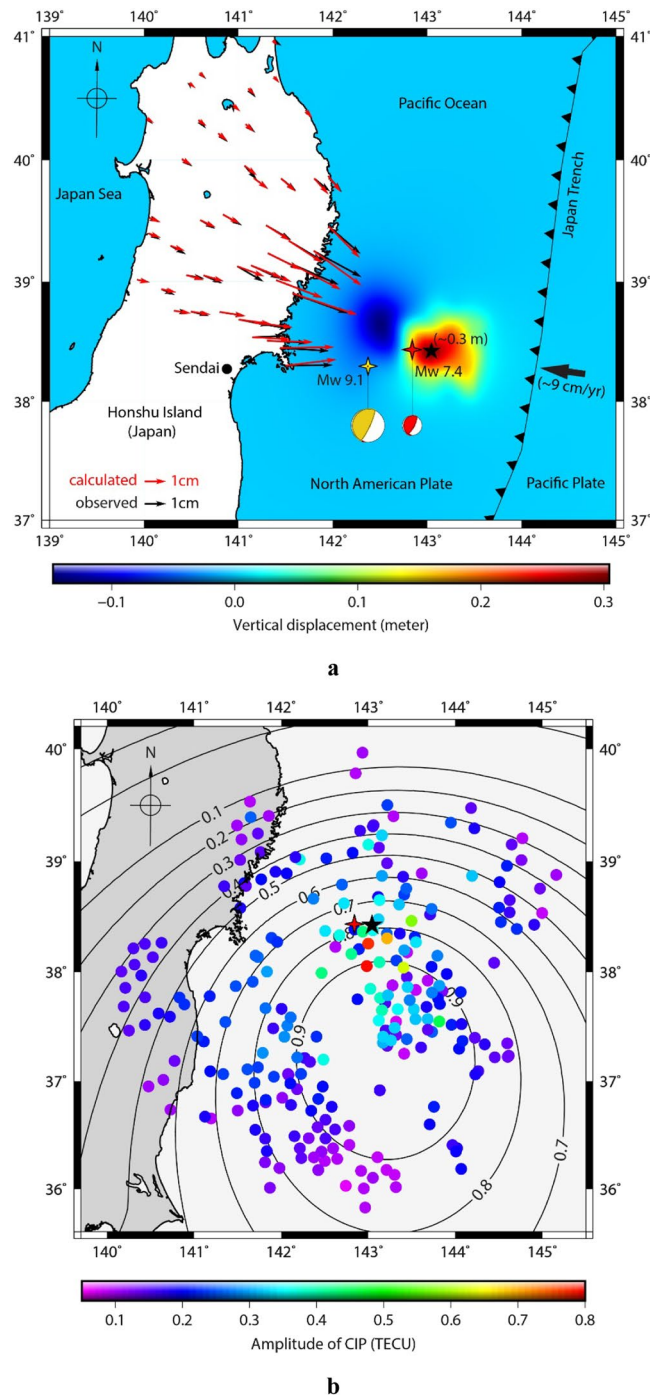 139˚ 140˚ 141˚ 142˚ 143˚ 144˚ 145˚
41˚ 41˚
N
Pacific Ocean
40˚ 40˚
Japan Sea
Japan Trench
39˚ 39˚
(~0.3 m)
Sendai
Mw 9.1
Mw 7.4
(~9 cm/yr)
38˚ 38˚
Honshu Island
(Japan)
calculated 1cm
observed 1cm
North American Plate
Pacific Plate
37˚ 37˚
139˚ 140˚ 141˚ 142˚ 143˚ 144˚ 145˚
−0.1 0.0 0.1 0.2 0.3
Vertical displacement (meter)
a
140˚ 141˚ 142˚ 143˚ 144˚ 145˚
40˚ 40˚
N
0.1
0.2
0.3
0.4
0.5
0.6
0.7
0.8
39˚ 39˚
38˚ 38˚
0.9
0.9
37˚ 37˚
0.7
0.8
36˚ 36˚
140˚ 141˚ 142˚ 143˚ 144˚ 145˚
0.1 0.2 0.3 0.4 0.5 0.6 0.7 0.8
Amplitude of CIP (TECU)
b